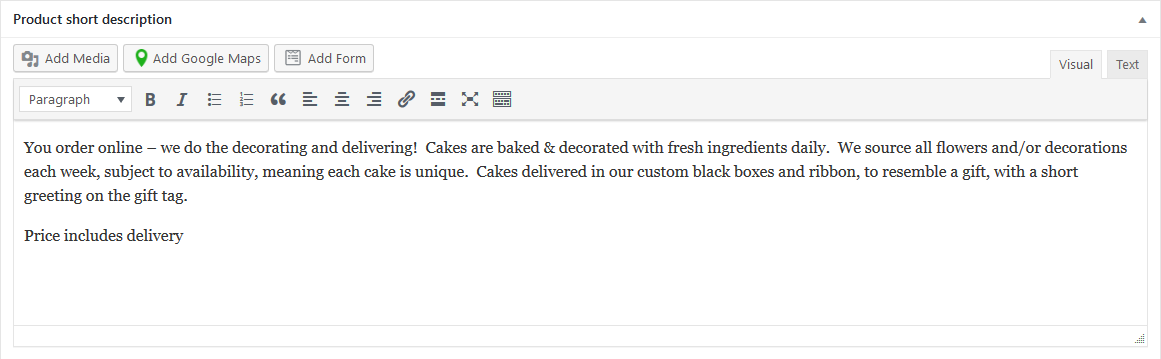 Product short description
Add Media Add Google Maps Add Form
Visual Text
Paragraph
You order online – we do the decorating and delivering!  Cakes are baked & decorated with fresh ingredients daily.  We source all flowers and/or decorations
each week, subject to availability, meaning each cake is unique.  Cakes delivered in our custom black boxes and ribbon, to resemble a gift, with a short
greeting on the gift tag.
Price includes delivery